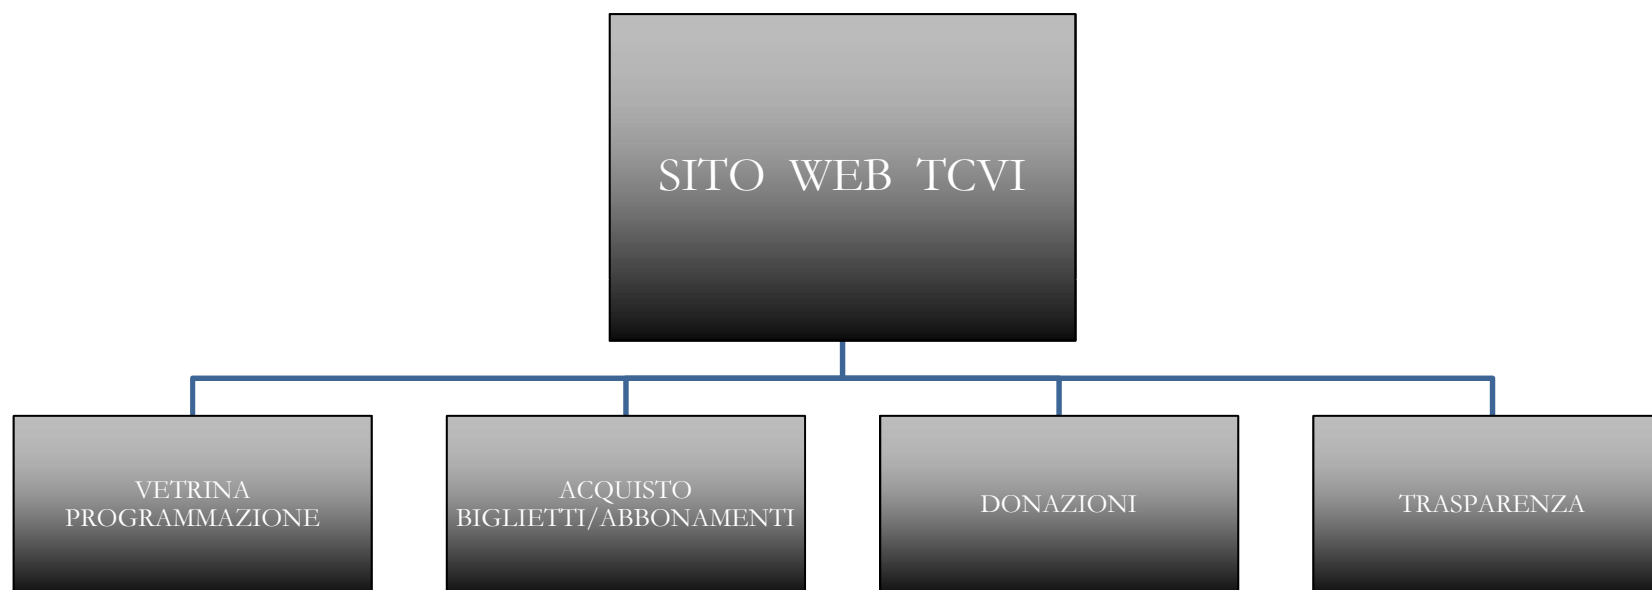 SITO WEB TCVI
VETRINA
PROGRAMMAZIONE
ACQUISTO
BIGLIETTI/ABBONAMENTI
DONAZIONI
TRASPARENZA